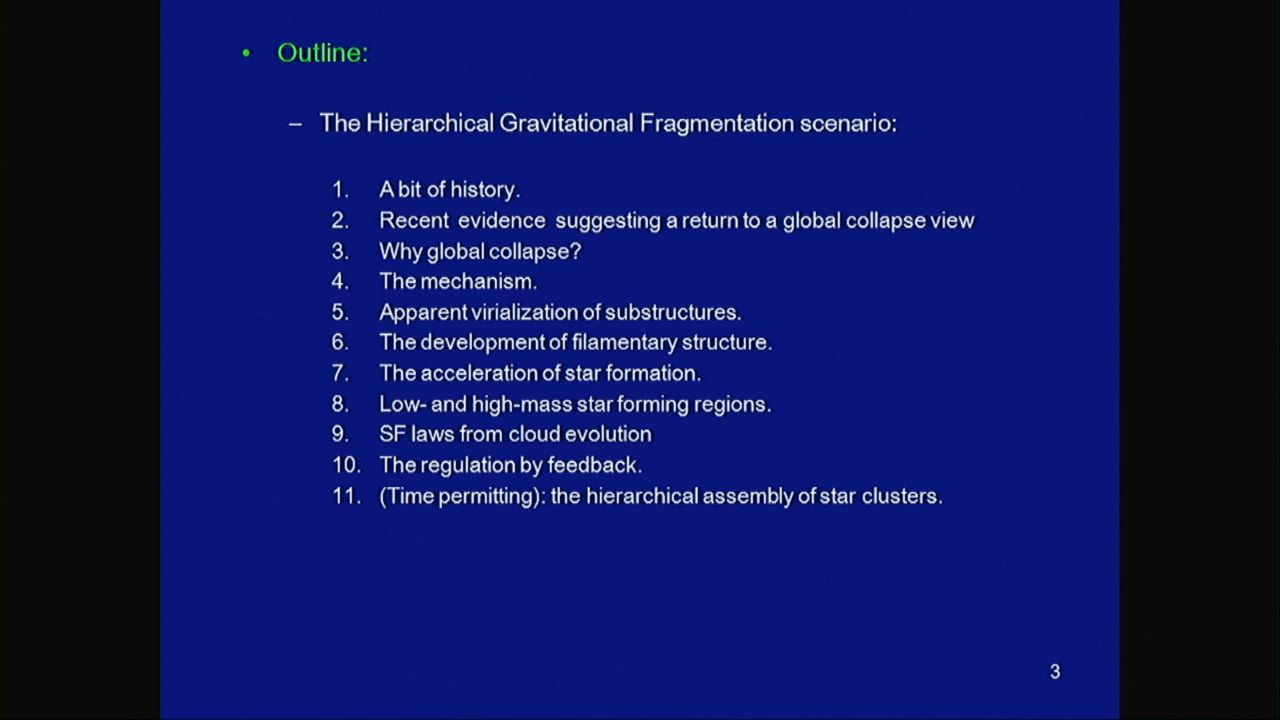 • Outline:
– The Hierarchical Gravitational Fragmentation scenario:
1. A bit of history.
2. Recent evidence suggesting a return to a global collapse view
3. Why global collapse?
4. The mechanism.
5. Apparent virialization of substructures.
6. The development of filamentary structure.
7. The acceleration of star formation.
8. Low- and high-mass star forming regions.
9. SF laws from cloud evolution
10. The regulation by feedback.
11. (Time permitting): the hierarchical assembly of star clusters.
3